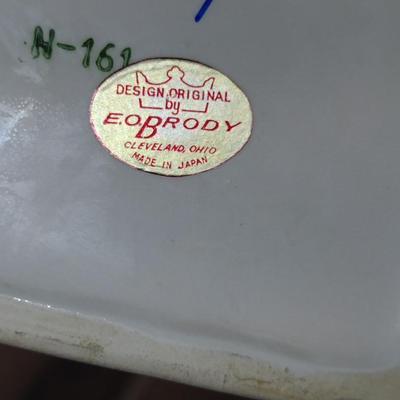 N-161
DESIGN ORIGINAL
by
E.O.BRODY
CLEVELAND, OHIO
MADE IN JAPAN